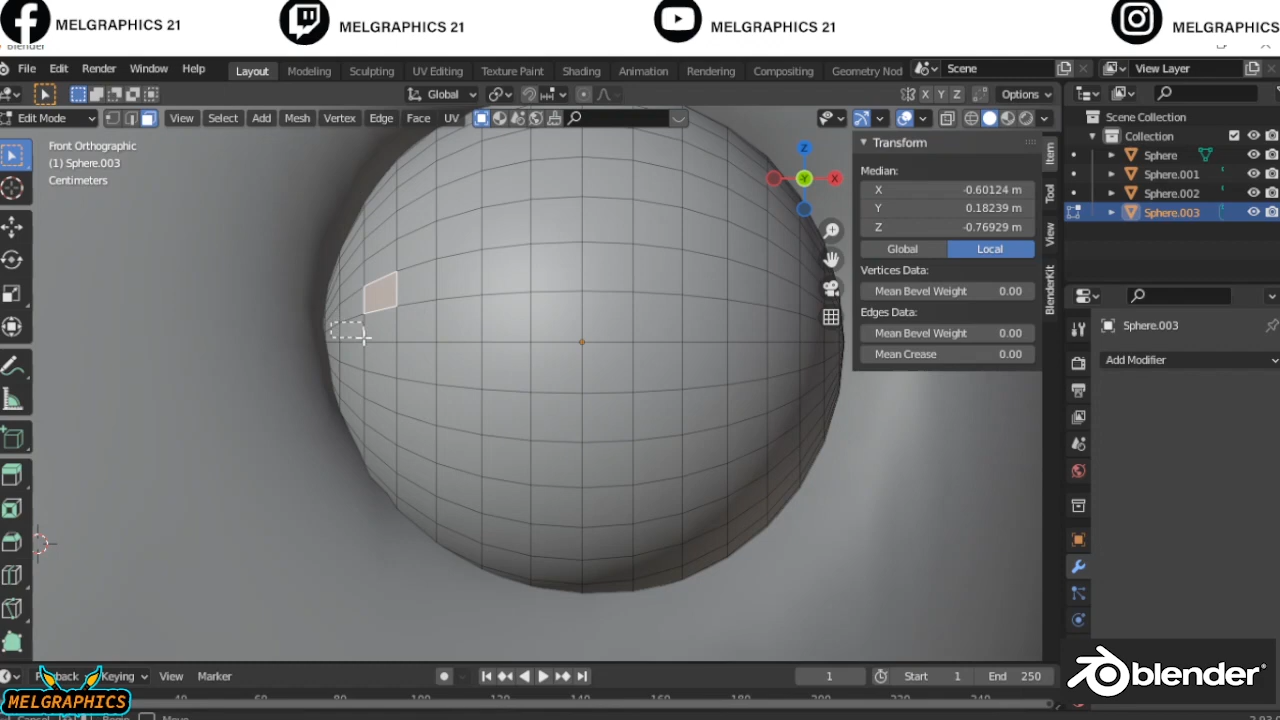 MELGRAPHICS 21
MELGRAPHICS 21
MELGRAPHICS 21
MELGRAPHICS
Blender
File Edit Render Window Help
Layout Modeling Sculpting UV Editing Texture Paint Shading Animation Rendering Compositing Geometry Nod
Scene
View Layer
Global
X Y Z
Options
Edit Mode
View Select Add Mesh Vertex Edge Face UV
Front Orthographic
(1) Sphere.003
Centimeters
Z
Y
X
Transform
Median:
X -0.60124 m
Y 0.18239 m
Z -0.76929 m
Global Local
Vertices Data:
Mean Bevel Weight 0.00
Edges Data:
Mean Bevel Weight 0.00
Mean Crease 0.00
Item
Tool
View
BlenderKit
Scene Collection
Collection
Sphere
Sphere.001
Sphere.002
Sphere.003
Sphere.003
Add Modifier
Playback Keying View Marker
1
Start 1
End 250
MELGRAPHICS
blender